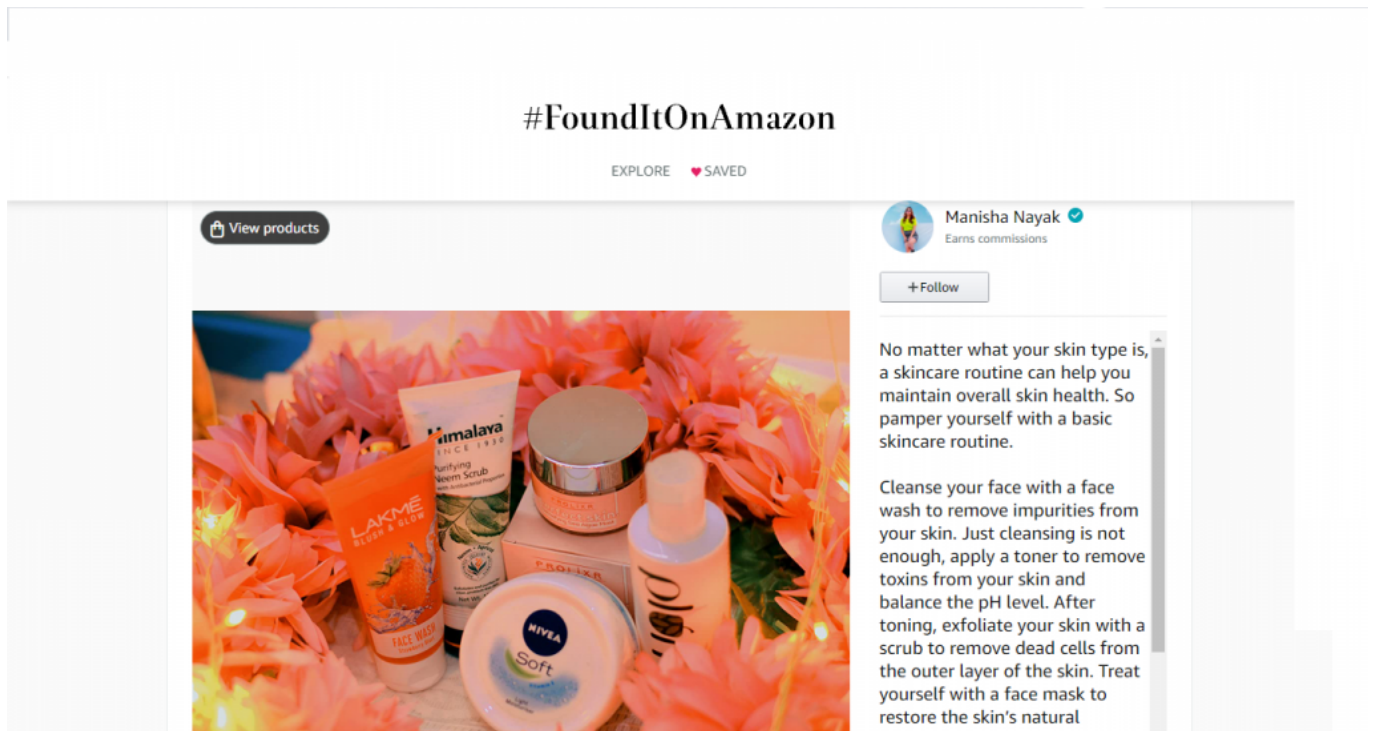 #FoundItOnAmazon
EXPLORE ♥ SAVED
View products
Manisha Nayak
Earns commissions
+Follow
No matter what your skin type is,
a skincare routine can help you
maintain overall skin health. So
pamper yourself with a basic
skincare routine.
Cleanse your face with a face
wash to remove impurities from
your skin. Just cleansing is not
enough, apply a toner to remove
toxins from your skin and
balance the pH level. After
toning, exfoliate your skin with a
scrub to remove dead cells from
the outer layer of the skin. Treat
yourself with a face mask to
restore the skin's natural
Himalaya
SINCE 1930
Purifying
Neem Scrub
LAKMÉ
BLUSH & GLOW
FACE WASH
PROLIXR
NIVEA
Soft
plum